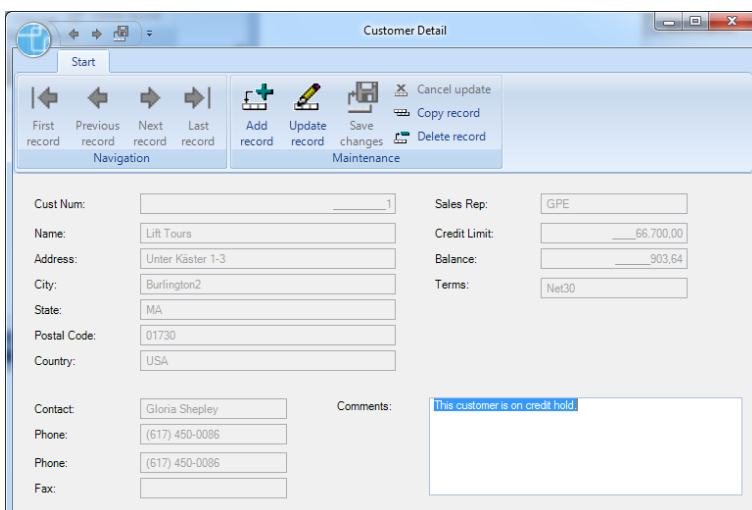 Customer Detail
Start
First record
Previous record
Next record
Last record
Add record
Update record
Save changes
Cancel update
Copy record
Delete record
Navigation
Maintenance
Cust Num: 1
Name: Lift Tours
Address: Unter Käster 1-3
City: Burlington2
State: MA
Postal Code: 01730
Country: USA
Sales Rep: GPE
Credit Limit: ____66.700,00
Balance: ______903,64
Terms: Net30
Contact: Gloria Shepley
Phone: (617) 450-0086
Phone: (617) 450-0086
Fax:
Comments: This customer is on credit hold.